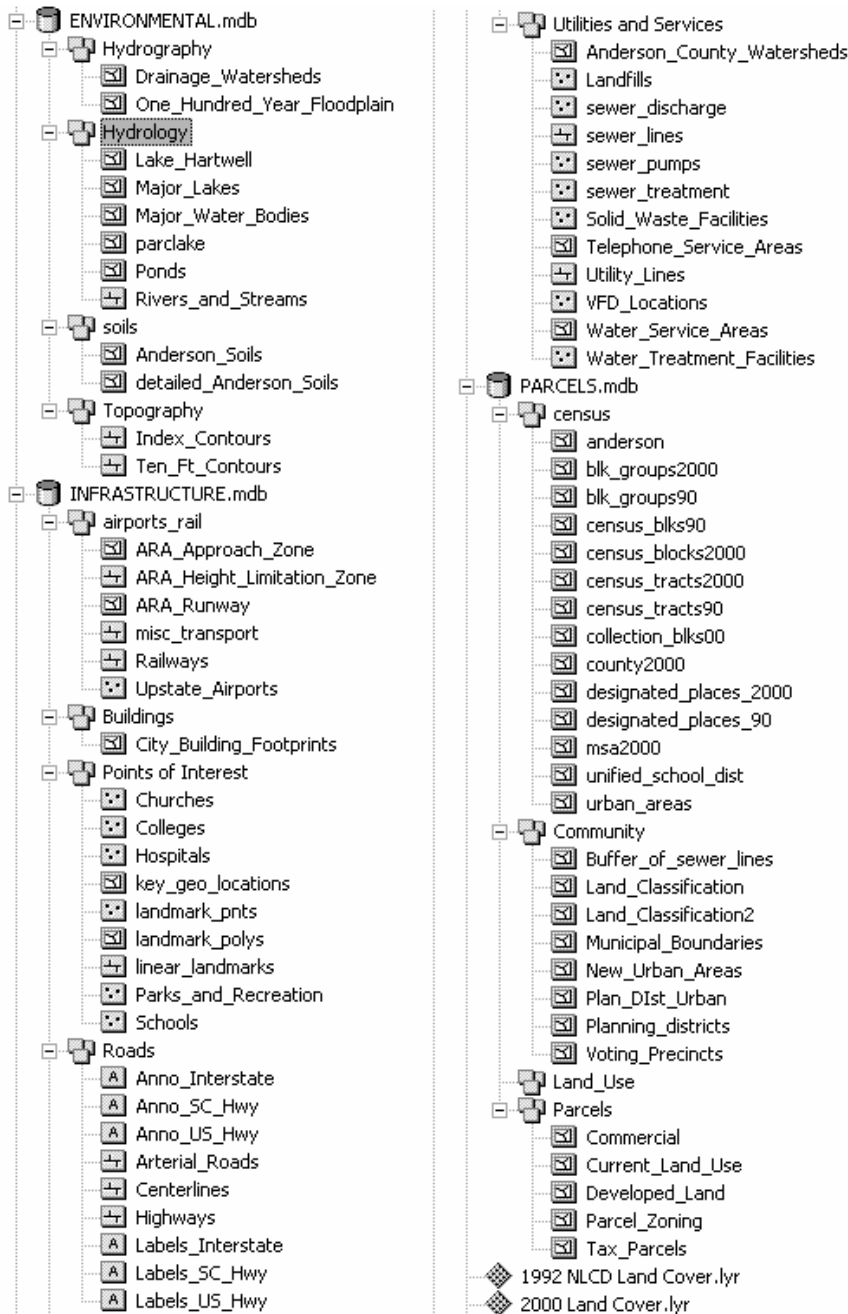 ENVIRONMENTAL.mdb
Hydrography
Drainage_Watersheds
One_Hundred_Year_Floodplain
Hydrology
Lake_Hartwell
Major_Lakes
Major_Water_Bodies
parclake
Ponds
Rivers_and_Streams
soils
Anderson_Soils
detailed_Anderson_Soils
Topography
Index_Contours
Ten_Ft_Contours
INFRASTRUCTURE.mdb
airports_rail
ARA_Approach_Zone
ARA_Height_Limitation_Zone
ARA_Runway
misc_transport
Railways
Upstate_Airports
Buildings
City_Building_Footprints
Points of Interest
Churches
Colleges
Hospitals
key_geo_locations
landmark_pnts
landmark_polys
linear_landmarks
Parks_and_Recreation
Schools
Roads
A Anno_Interstate
A Anno_SC_Hwy
A Anno_US_Hwy
Arterial_Roads
Centerlines
Highways
A Labels_Interstate
A Labels_SC_Hwy
A Labels_US_Hwy
Utilities and Services
Anderson_County_Watersheds
Landfills
sewer_discharge
sewer_lines
sewer_pumps
sewer_treatment
Solid_Waste_Facilities
Telephone_Service_Areas
Utility_Lines
VFD_Locations
Water_Service_Areas
Water_Treatment_Facilities
PARCELS.mdb
census
anderson
blk_groups2000
blk_groups90
census_blks90
census_blocks2000
census_tracts2000
census_tracts90
collection_blks00
county2000
designated_places_2000
designated_places_90
msa2000
unified_school_dist
urban_areas
Community
Buffer_of_sewer_lines
Land_Classification
Land_Classification2
Municipal_Boundaries
New_Urban_Areas
Plan_DIst_Urban
Planning_districts
Voting_Precincts
Land_Use
Parcels
Commercial
Current_Land_Use
Developed_Land
Parcel_Zoning
Tax_Parcels
1992 NLCD Land Cover.lyr
2000 Land Cover.lyr